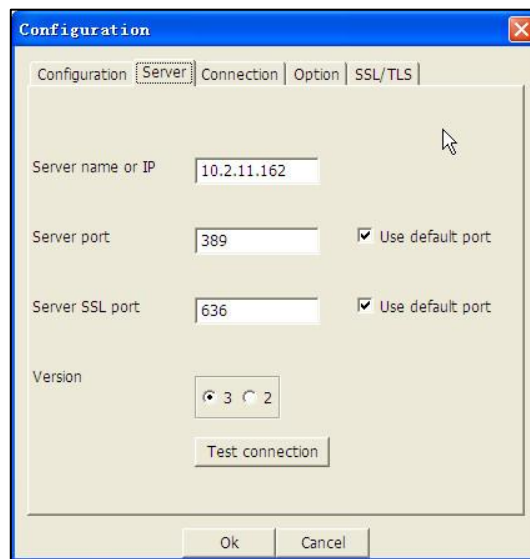 Configuration
Configuration Server Connection Option SSL/TLS
Server name or IP 10.2.11.162
Server port 389 Use default port
Server SSL port 636 Use default port
Version
3 2
Test connection
Ok Cancel